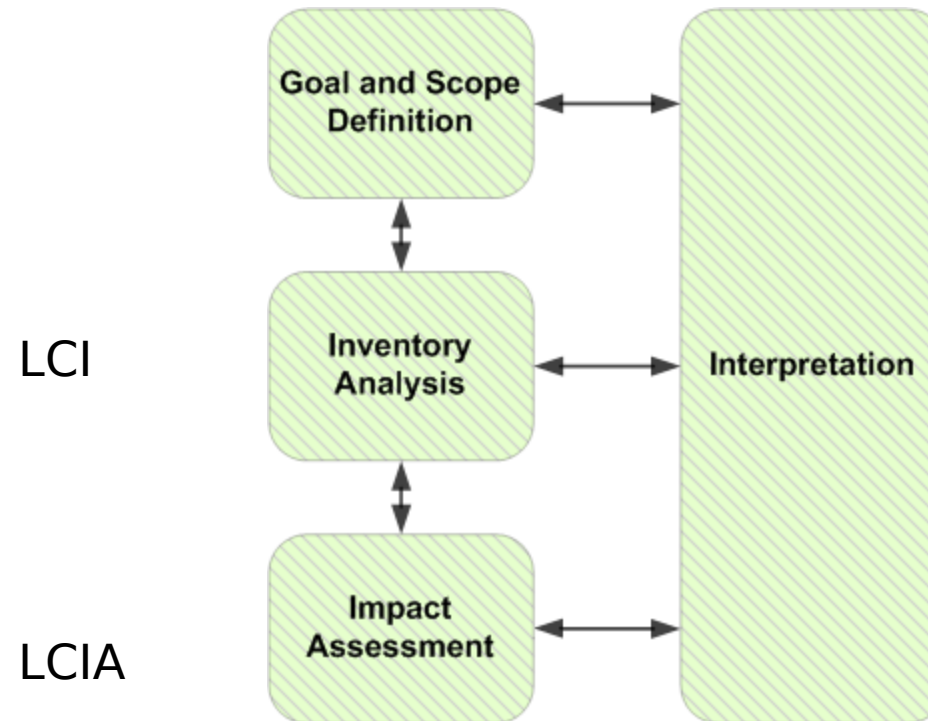 Goal and Scope
Definition
LCI
Inventory
Analysis
Interpretation
LCIA
Impact
Assessment